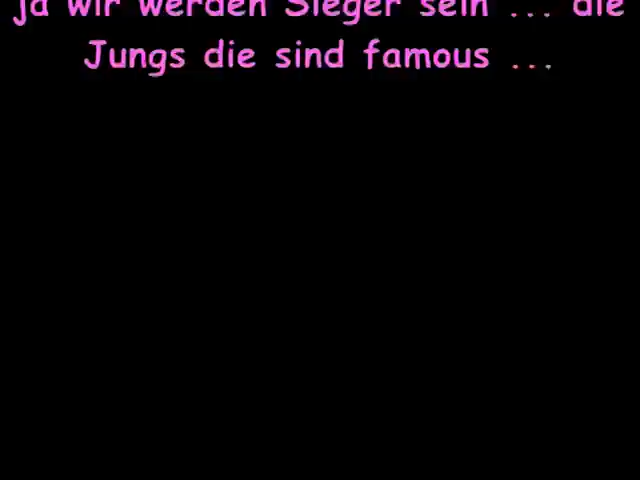 ja wir werden Sieger sein ... die
Jungs die sind famous ...